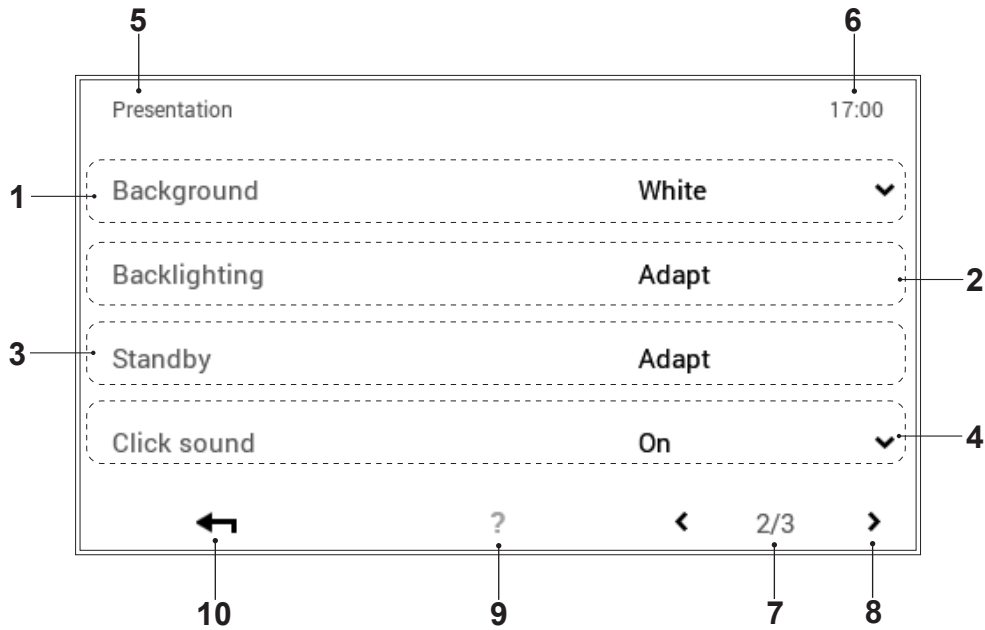 5 6
Presentation 17:00
1 Background White
Backlighting Adapt 2
3 Standby Adapt
Click sound On 4
? 2/3
10 9 7 8